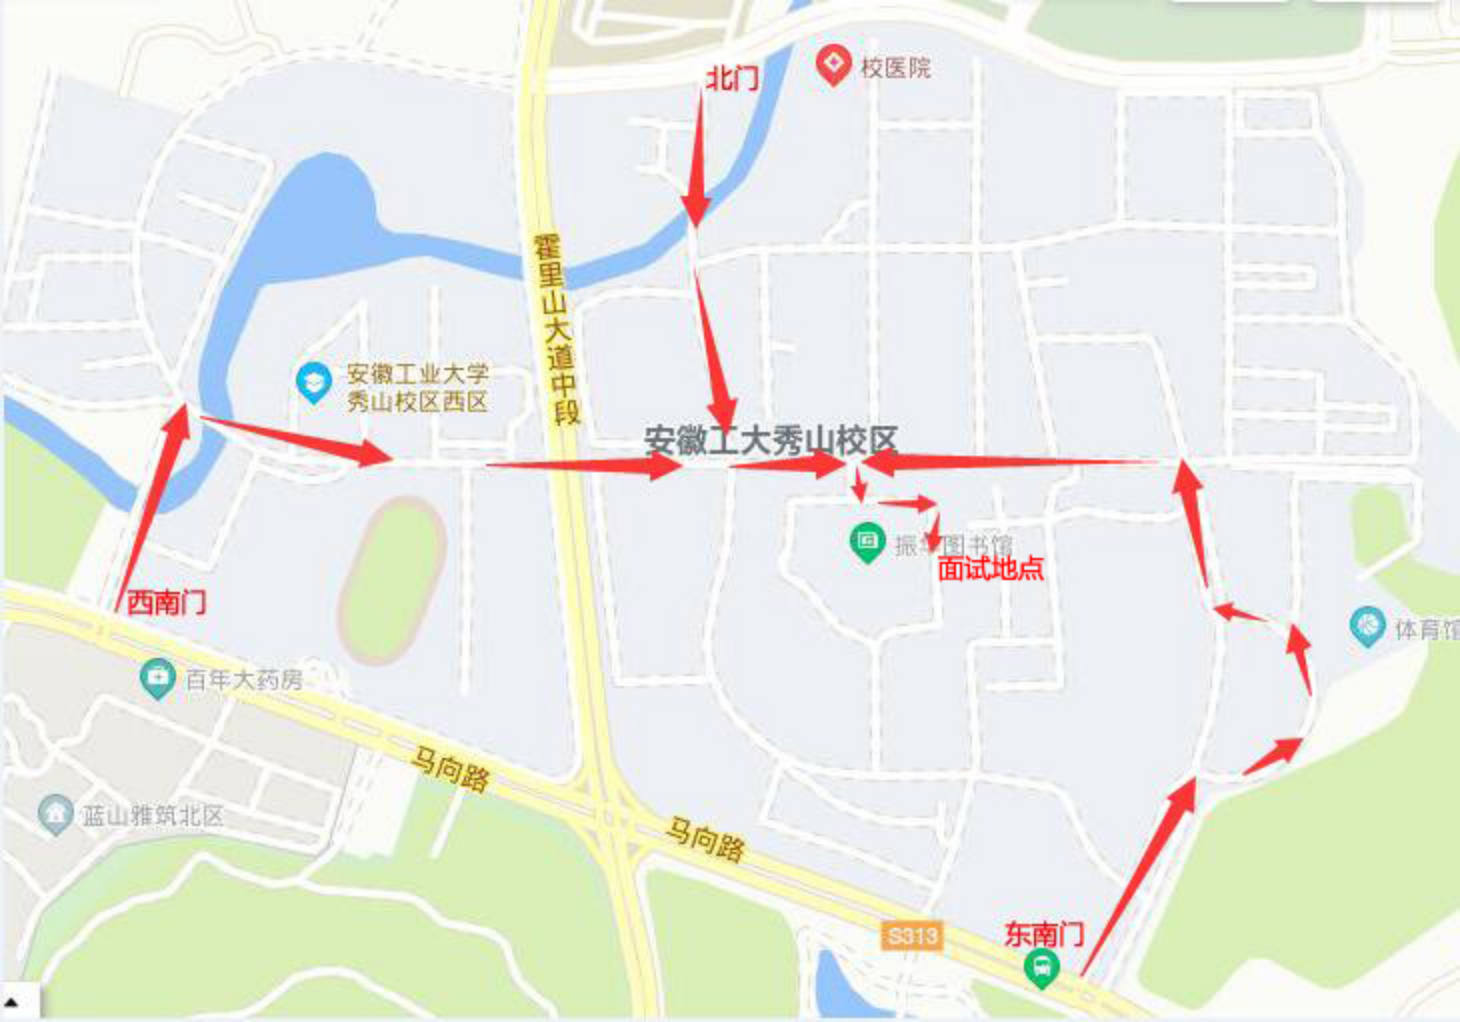 北门
校医院
霍里山大道中段
安徽工业大学
秀山校区西区
安徽工大秀山校区
振华图书馆
面试地点
西南门
体育馆
百年大药房
马向路
蓝山雅筑北区
马向路
S313
东南门